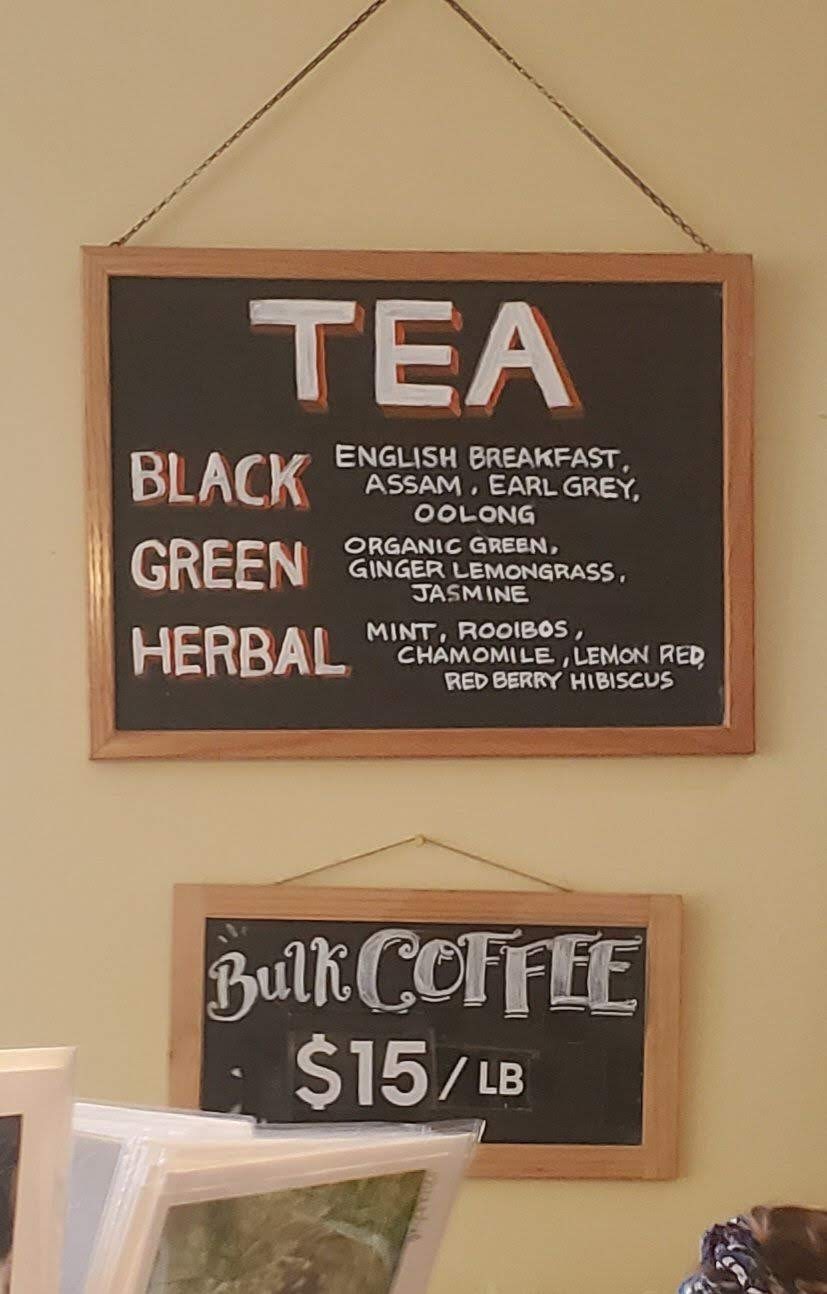 TEA
BLACK ENGLISH BREAKFAST,
ASSAM, EARL GREY,
OOLONG
GREEN ORGANIC GREEN,
GINGER LEMONGRASS,
JASMINE
HERBAL MINT, ROOIBOS,
CHAMOMILE, LEMON RED,
RED BERRY HIBISCUS
Bulk COFFEE
$15/LB